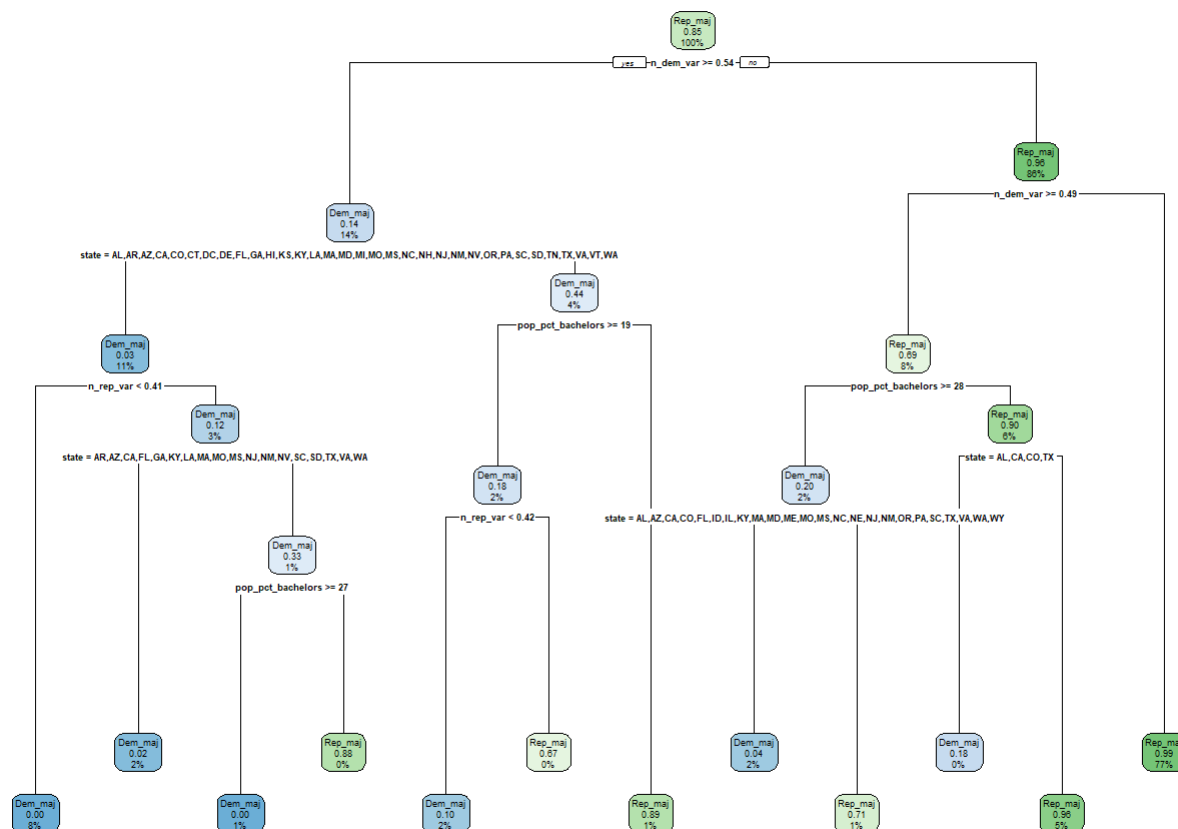 Rep_maj
0.85
100%
yes n_dem_var >= 0.54 no
Rep_maj
0.96
86%
n_dem_var >= 0.49
Dem_maj
0.14
14%
state = AL,AR,AZ,CA,CO,CT,DC,DE,FL,GA,HI,KS,KY,LA,MA,MD,MI,MO,MS,NC,NH,NJ,NM,NV,OR,PA,SC,SD,TN,TX,VA,VT,WA
Dem_maj
0.44
4%
pop_pct_bachelors >= 19
Dem_maj
0.03
11%
n_rep_var < 0.41
Rep_maj
0.69
8%
pop_pct_bachelors >= 28
Dem_maj
0.12
3%
state = AR,AZ,CA,FL,GA,KY,LA,MA,MO,MS,NJ,NM,NV,SC,SD,TX,VA,WA
Rep_maj
0.90
6%
state = AL,CA,CO,TX
Dem_maj
0.18
2%
n_rep_var < 0.42
Dem_maj
0.20
2%
state = AL,AZ,CA,CO,FL,ID,IL,KY,MA,MD,ME,MO,MS,NC,NE,NJ,NM,OR,PA,SC,TX,VA,WA,WY
Dem_maj
0.33
1%
pop_pct_bachelors >= 27
Dem_maj
0.02
2%
Rep_maj
0.88
0%
Rep_maj
0.67
0%
Dem_maj
0.04
2%
Dem_maj
0.18
0%
Rep_maj
0.99
77%
Dem_maj
0.00
8%
Dem_maj
0.00
1%
Dem_maj
0.10
2%
Rep_maj
0.89
1%
Rep_maj
0.71
1%
Rep_maj
0.96
5%